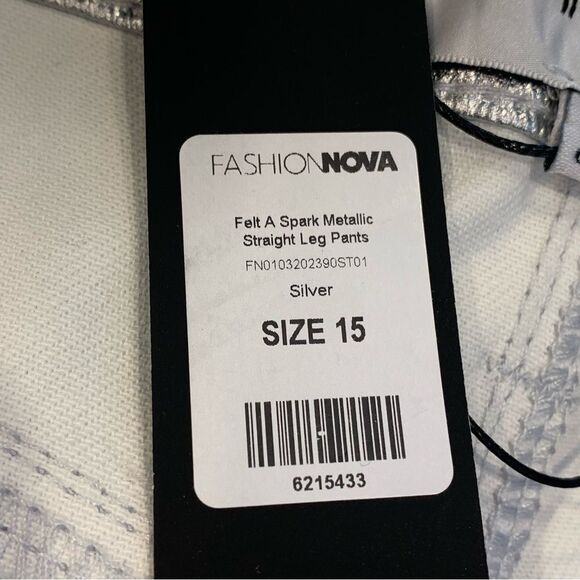 FASHIONNOVA
Felt A Spark Metallic
Straight Leg Pants
FN0103202390ST01
Silver
SIZE 15
6215433